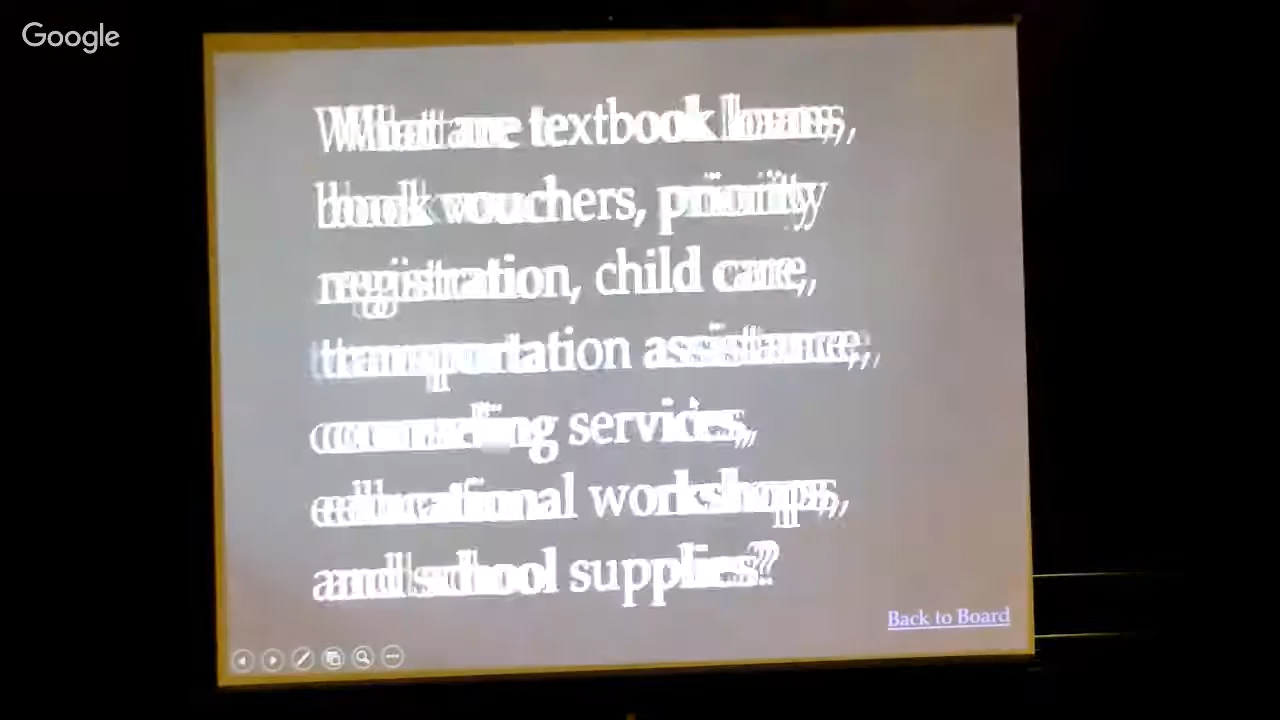 Google
What are textbook loans,
book vouchers, priority
registration, child care,
transportation assistance,
counseling services,
educational workshops,
and school supplies?
Back to Board